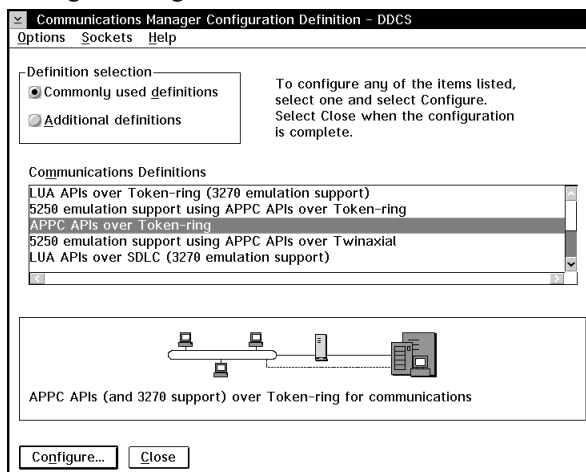 Communications Manager Configuration Definition - DDCS
Options Sockets Help
Definition selection
Commonly used definitions
Additional definitions
To configure any of the items listed,
select one and select Configure.
Select Close when the configuration
is complete.
Communications Definitions
LUA APIs over Token-ring (3270 emulation support)
5250 emulation support using APPC APIs over Token-ring
APPC APIs over Token-ring
5250 emulation support using APPC APIs over Twinaxial
LUA APIs over SDLC (3270 emulation support)
APPC APIs (and 3270 support) over Token-ring for communications
Configure... Close